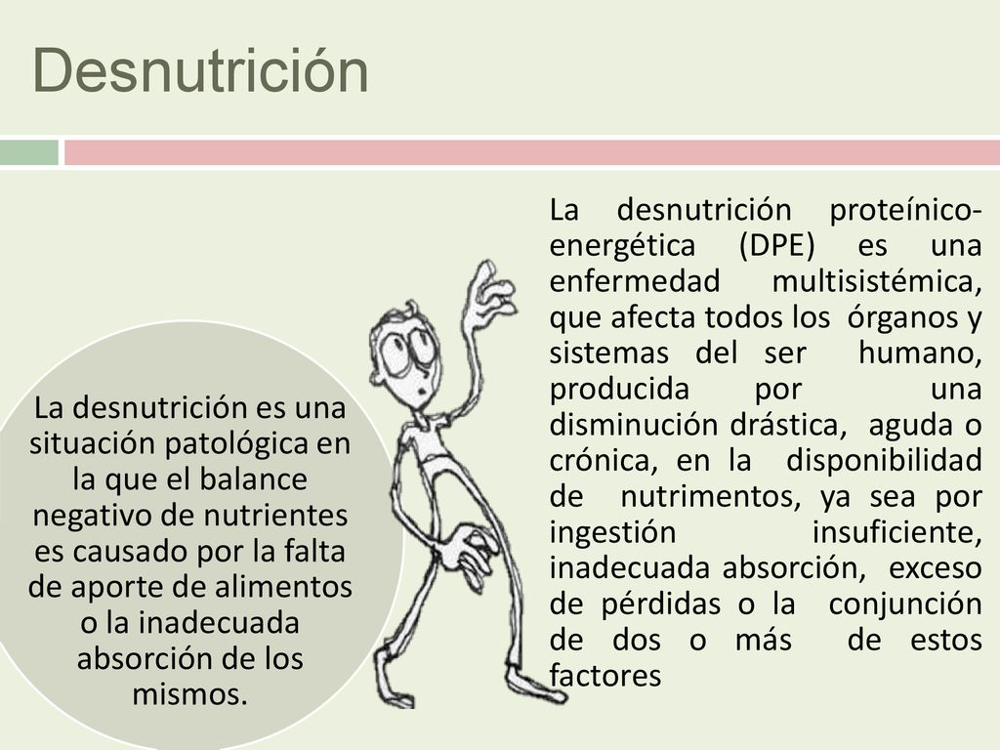 Desnutrición
La desnutrición es una
situación patológica en
la que el balance
negativo de nutrientes
es causado por la falta
de aporte de alimentos
o la inadecuada
absorción de los
mismos.
La desnutrición proteínico-
energética (DPE) es una
enfermedad multisistémica,
que afecta todos los órganos y
sistemas del ser humano,
producida por una
disminución drástica, aguda o
crónica, en la disponibilidad
de nutrimentos, ya sea por
ingestión insuficiente,
inadecuada absorción, exceso
de pérdidas o la conjunción
de dos o más de estos
factores